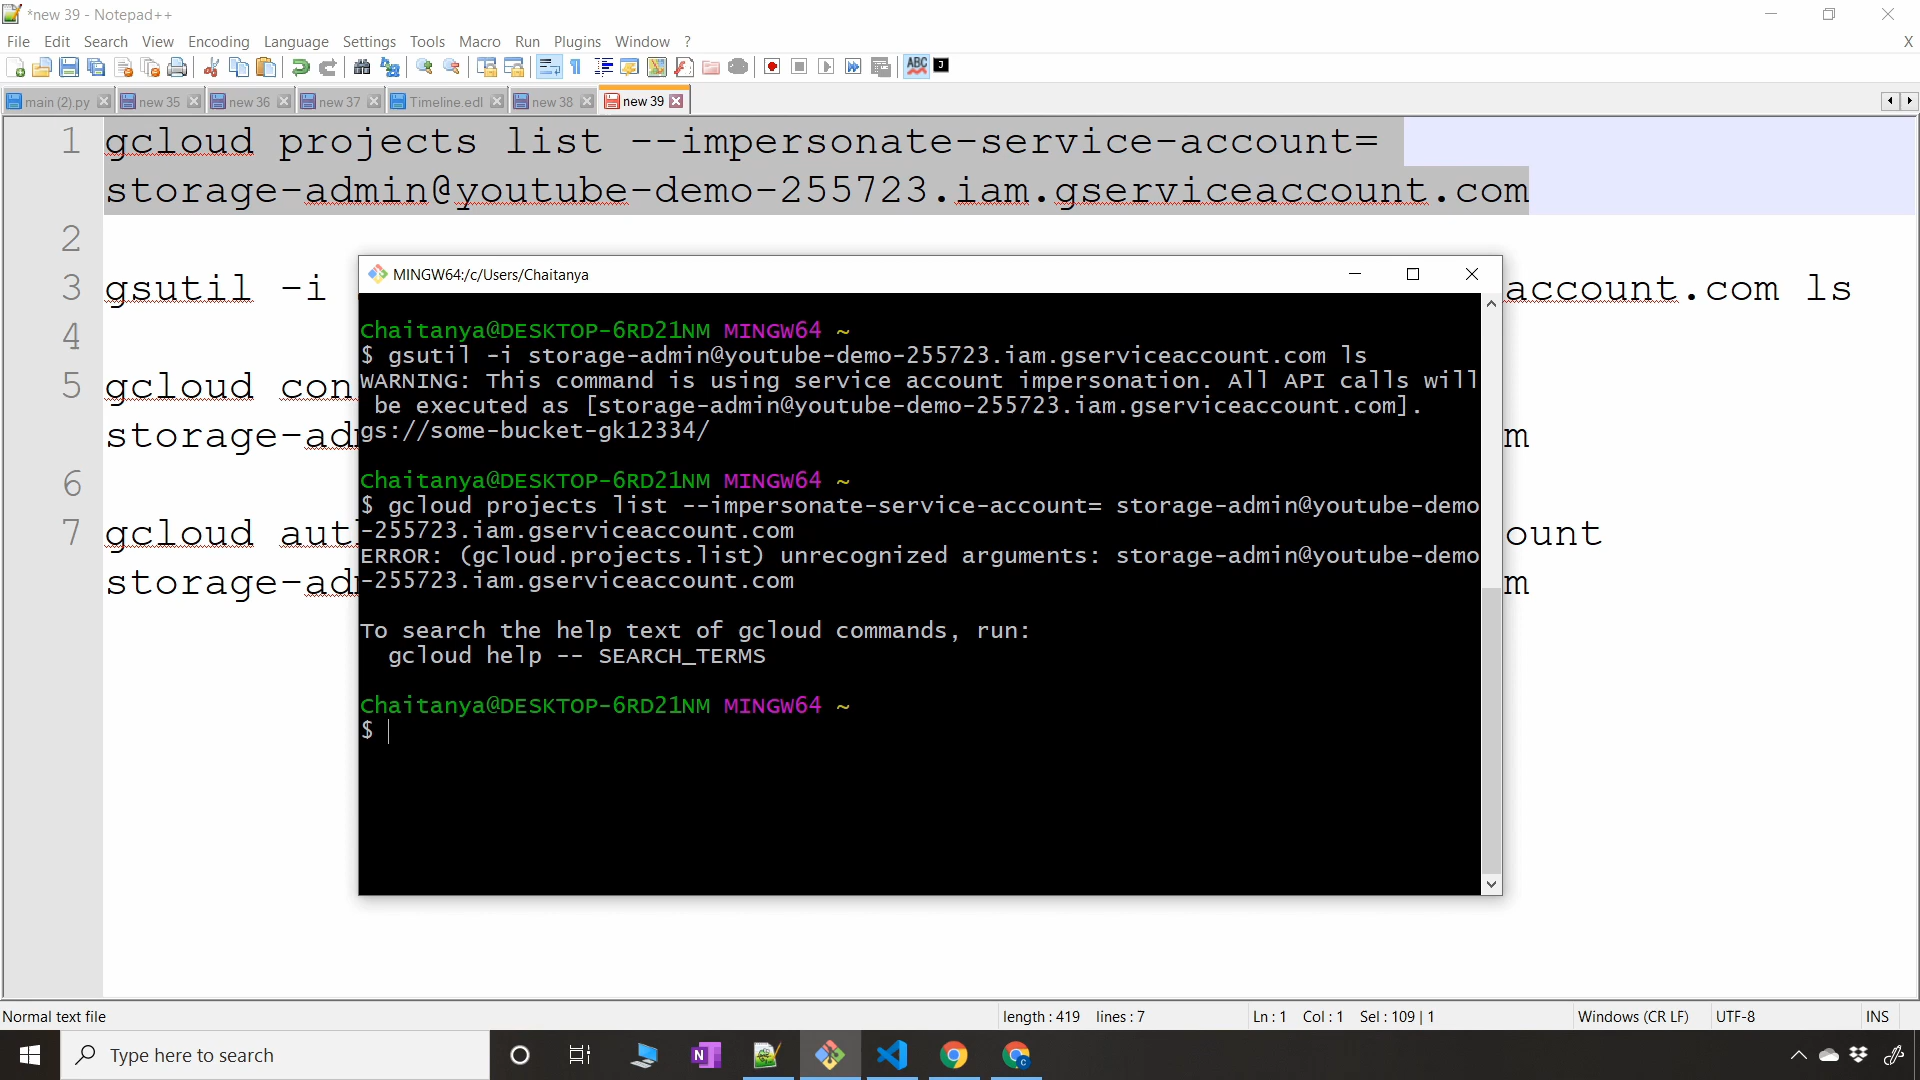 *new 39 - Notepad++
File Edit Search View Encoding Language Settings Tools Macro Run Plugins Window ? X
ABC J
main (2).py new 35 new 36 new 37 Timeline.edl new 38 new 39
1 gcloud projects list --impersonate-service-account=
storage-admin@youtube-demo-255723.iam.gserviceaccount.com
2
3 gsutil -i account.com ls
4
5 gcloud con
storage-ad m
6
7 gcloud aut ount
storage-ad m
MINGW64:/c/Users/Chaitanya
Chaitanya@DESKTOP-6RD21NM MINGW64 ~
$ gsutil -i storage-admin@youtube-demo-255723.iam.gserviceaccount.com ls
WARNING: This command is using service account impersonation. All API calls will
be executed as [storage-admin@youtube-demo-255723.iam.gserviceaccount.com].
gs://some-bucket-gk12334/
Chaitanya@DESKTOP-6RD21NM MINGW64 ~
$ gcloud projects list --impersonate-service-account= storage-admin@youtube-demo
-255723.iam.gserviceaccount.com
ERROR: (gcloud.projects.list) unrecognized arguments: storage-admin@youtube-demo
-255723.iam.gserviceaccount.com
To search the help text of gcloud commands, run:
gcloud help -- SEARCH_TERMS
Chaitanya@DESKTOP-6RD21NM MINGW64 ~
$
Normal text file length : 419 lines : 7 Ln : 1 Col : 1 Sel : 109 | 1 Windows (CR LF) UTF-8 INS
Type here to search